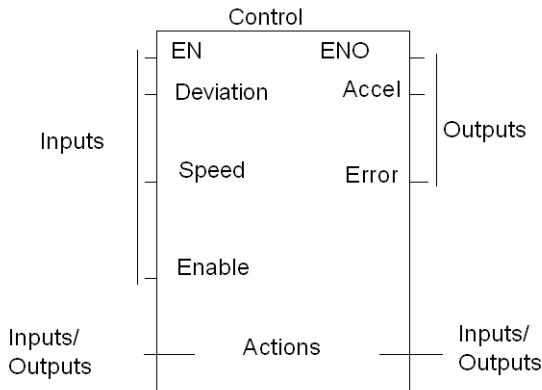 Control
EN ENO
Deviation Accel
Inputs Outputs
Speed Error
Enable
Inputs/
Outputs
Actions
Inputs/
Outputs